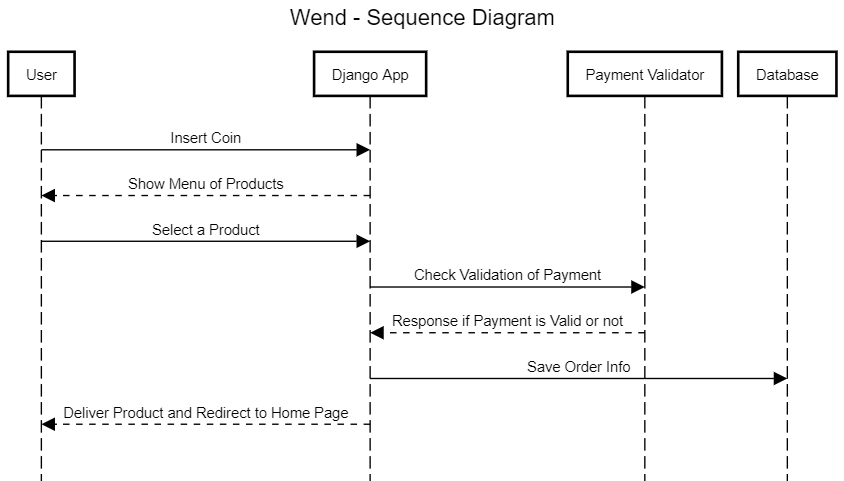 Wend - Sequence Diagram
User
Django App
Payment Validator
Database
Insert Coin
Show Menu of Products
Select a Product
Check Validation of Payment
Response if Payment is Valid or not
Save Order Info
Deliver Product and Redirect to Home Page